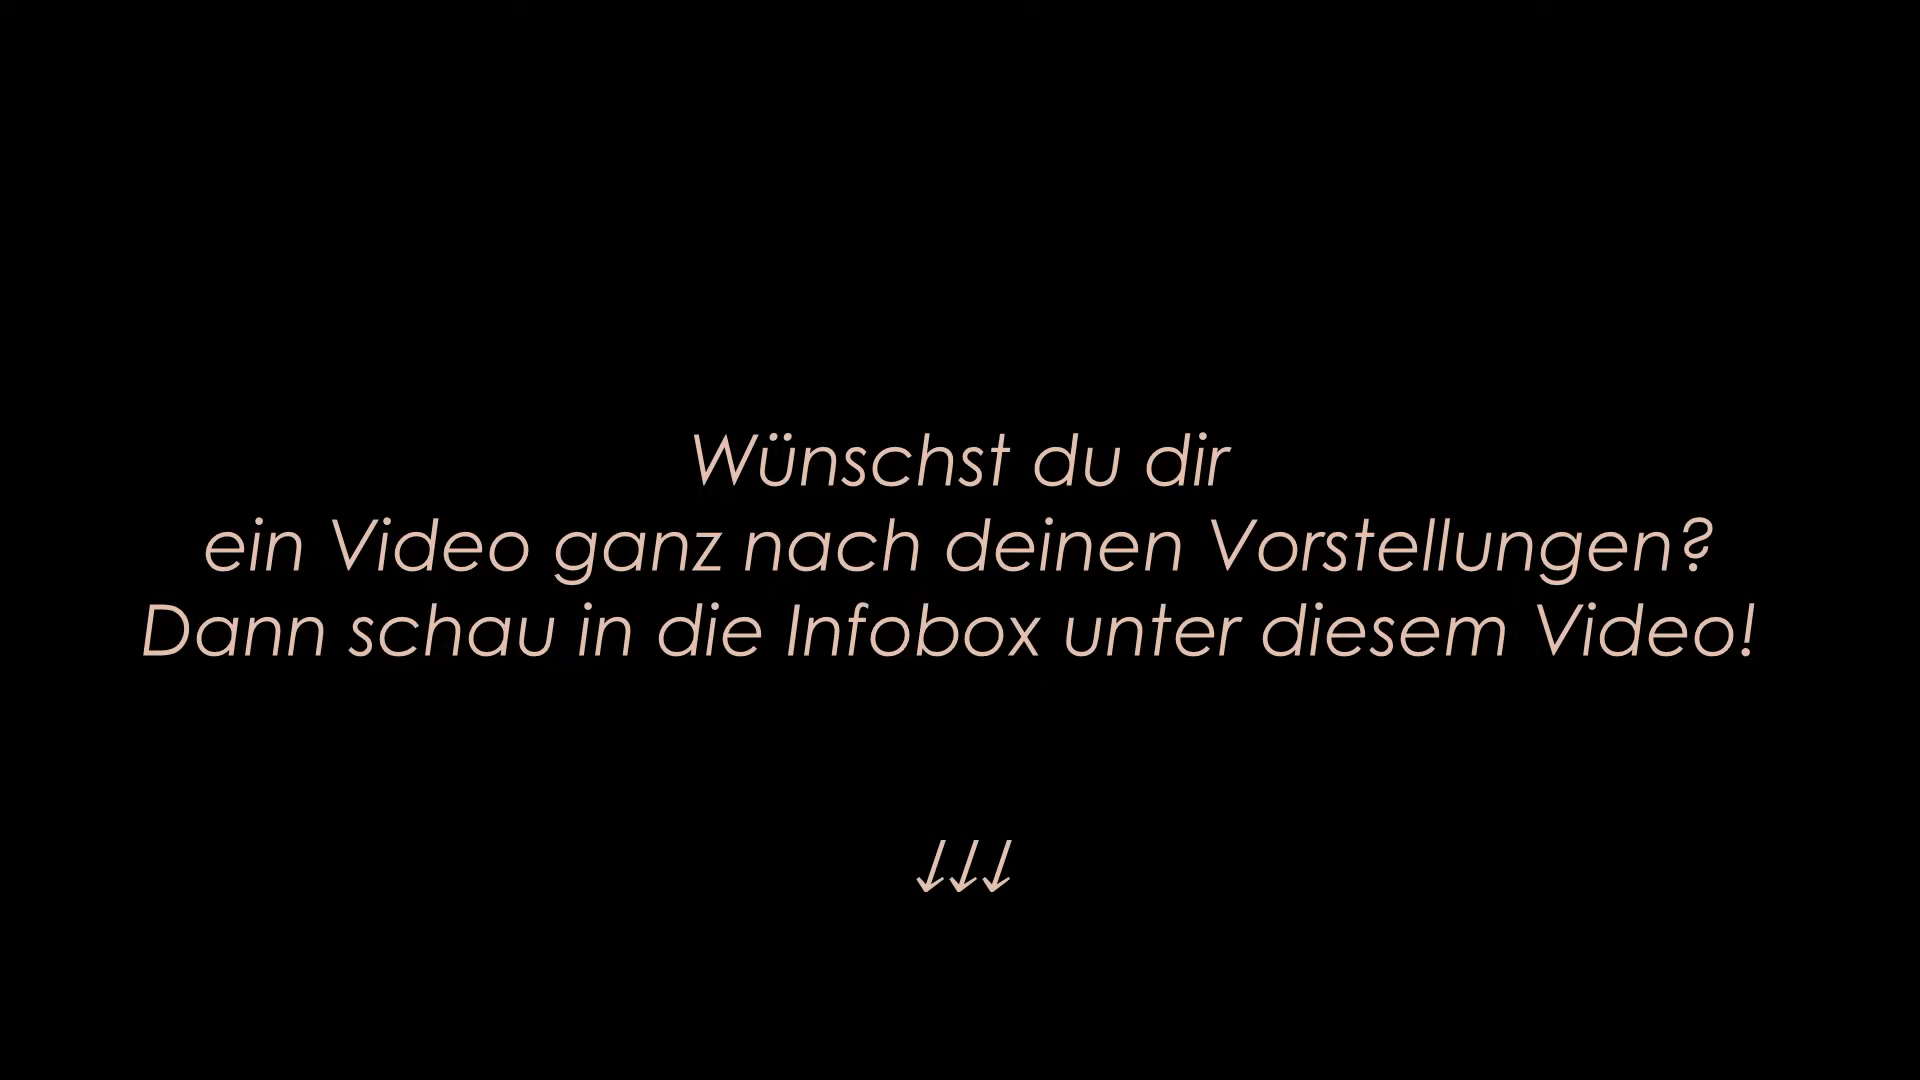 Wünschst du dir
ein Video ganz nach deinen Vorstellungen?
Dann schau in die Infobox unter diesem Video!
↓↓↓